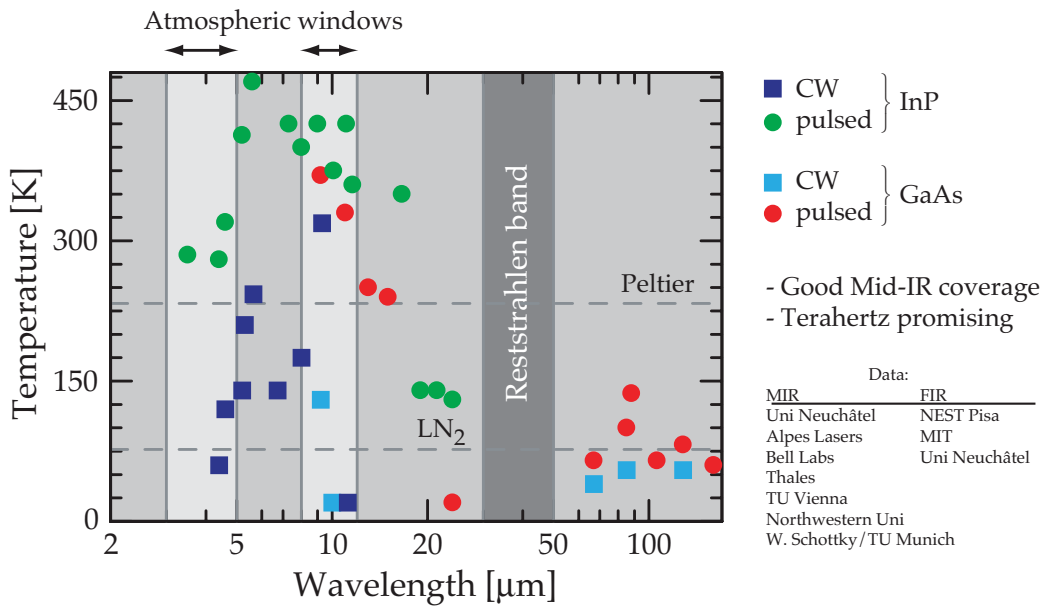 Atmospheric windows
Temperature [K]
450
300
150
0
Peltier
LN2
Reststrahlen band
2
5
10
20
50
100
Wavelength [μm]
CW
pulsed
InP
CW
pulsed
GaAs
- Good Mid-IR coverage
- Terahertz promising
Data:
MIR FIR
Uni Neuchâtel NEST Pisa
Alpes Lasers MIT
Bell Labs Uni Neuchâtel
Thales
TU Vienna
Northwestern Uni
W. Schottky/TU Munich